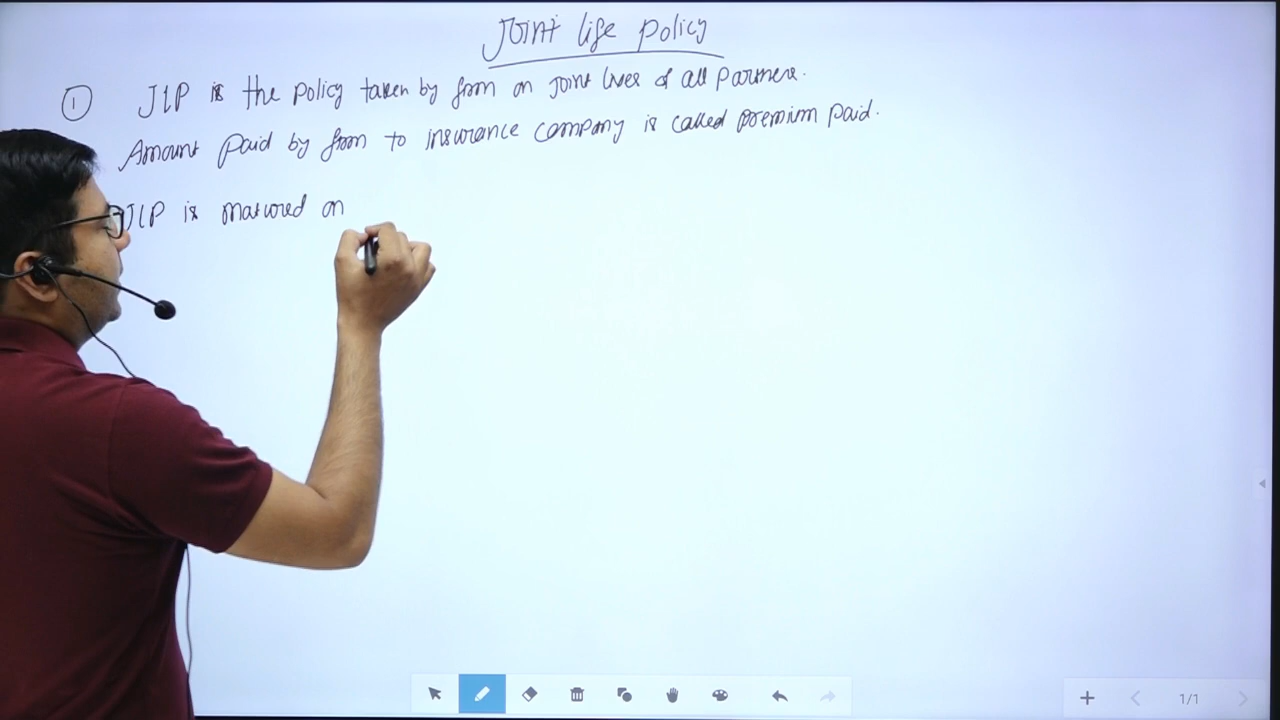 Joint life policy
① JLP is the policy taken by firm on joint lives of all Partners.
Amount paid by firm to insurance company is called premium paid.
JLP is matured on
1/1